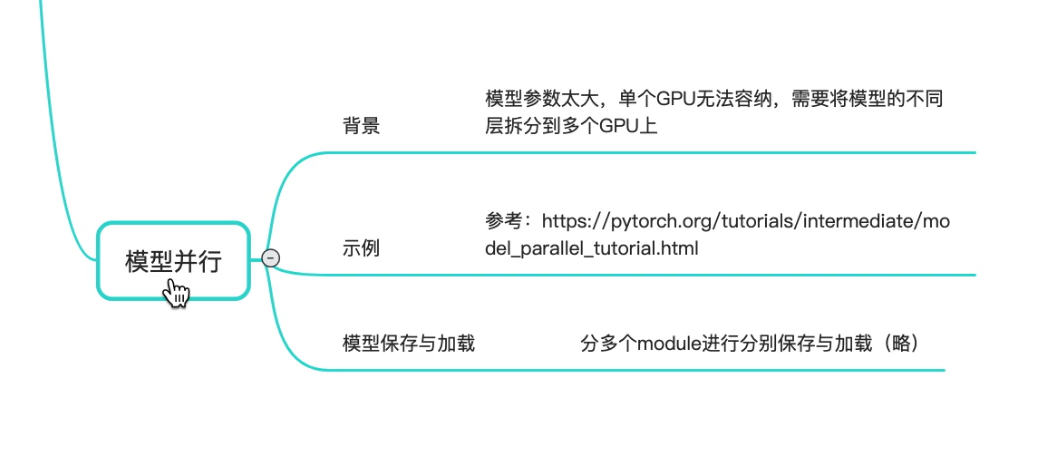 背景
模型参数太大，单个GPU无法容纳，需要将模型的不同
层拆分到多个GPU上
模型并行
示例
参考：https://pytorch.org/tutorials/intermediate/mo
del_parallel_tutorial.html
模型保存与加载
分多个module进行分别保存与加载（略）